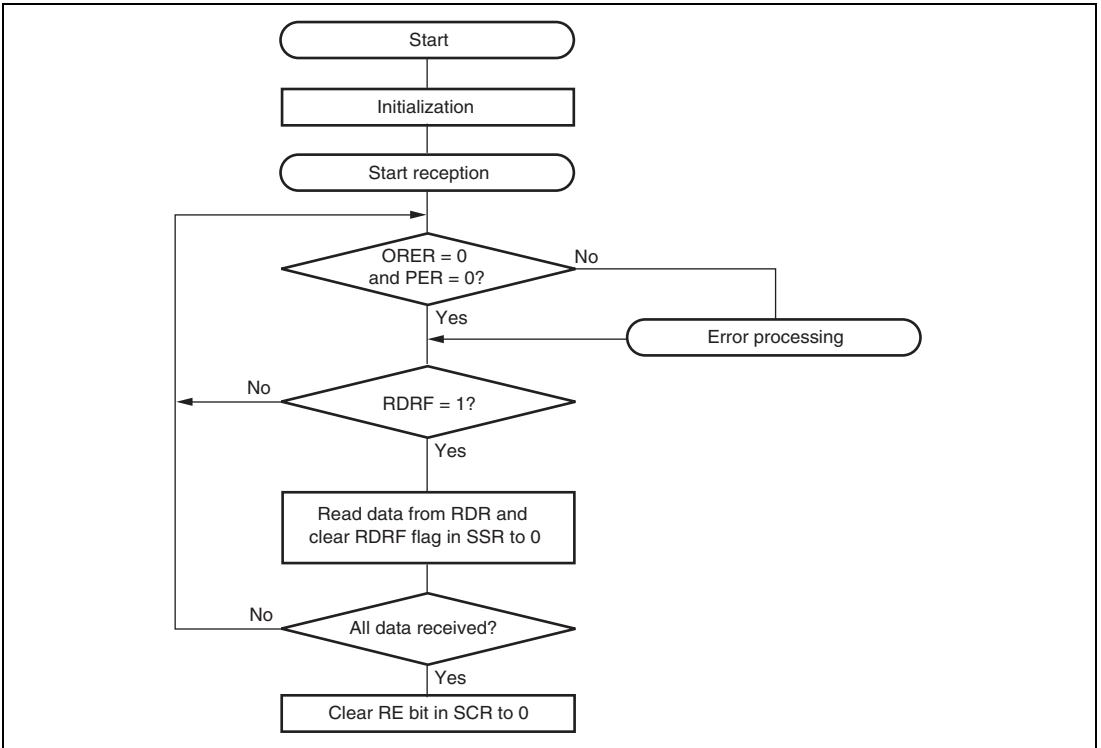 Start
Initialization
Start reception
ORER = 0
and PER = 0?
No
Yes
Error processing
No
RDRF = 1?
Yes
Read data from RDR and
clear RDRF flag in SSR to 0
No
All data received?
Yes
Clear RE bit in SCR to 0